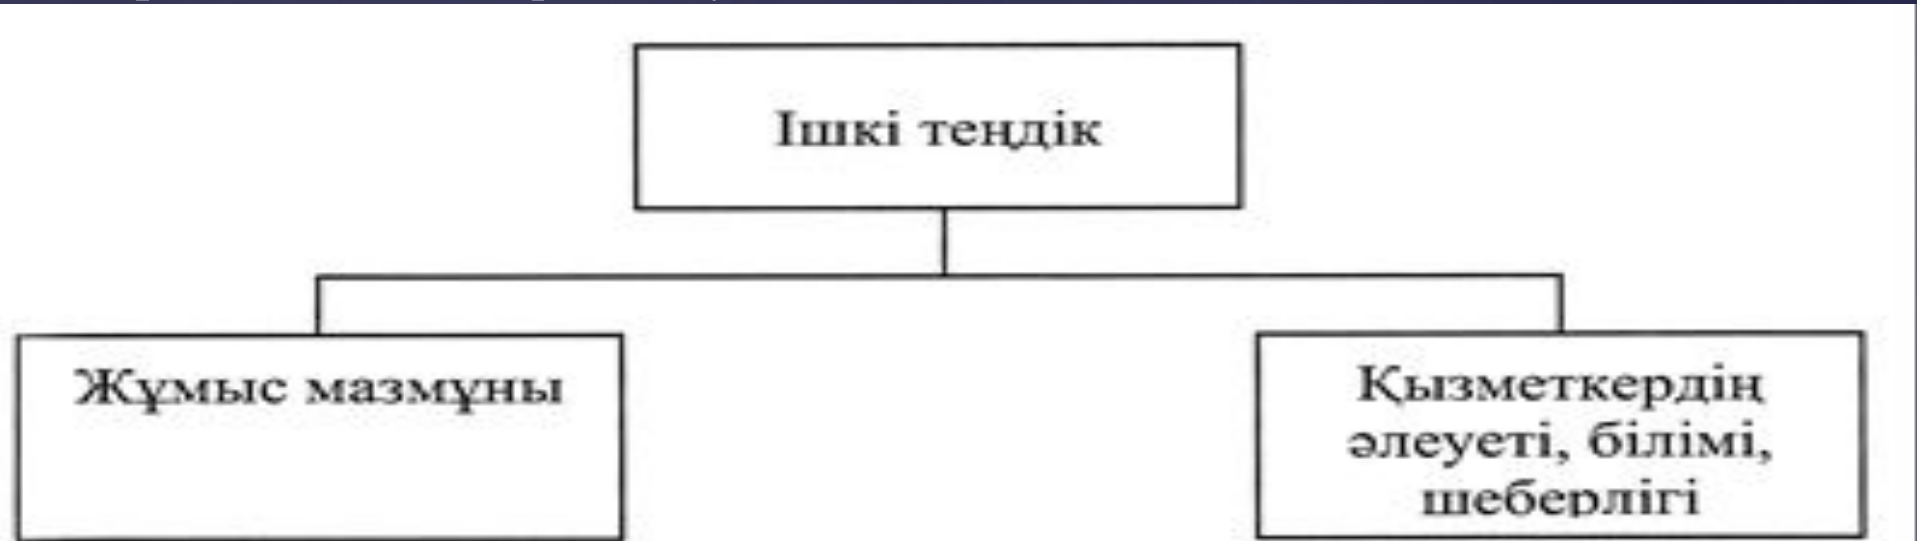 Ішкі теңдік
Жұмыс мазмұны
Қызметкердің
әлеуеті, білімі,
шеберлігі